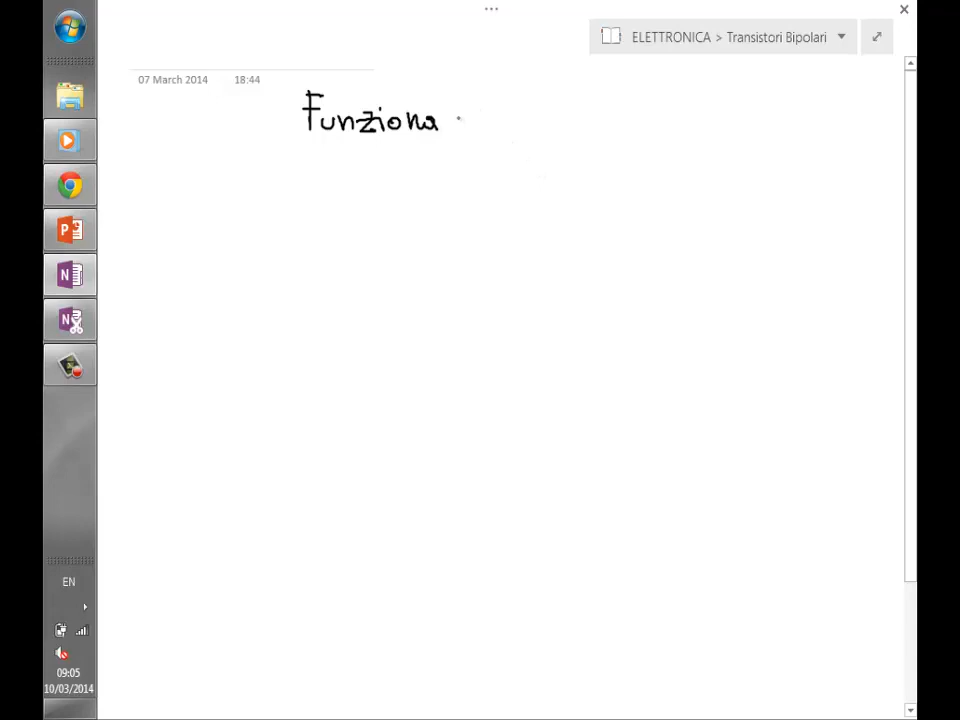 ELETTRONICA > Transistori Bipolari
07 March 2014 18:44
Funziona
EN
09:05
10/03/2014